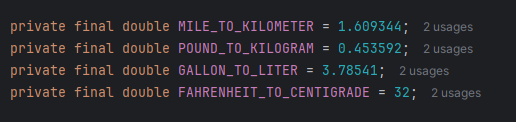 private final double MILE_TO_KILOMETER = 1.609344; 2 usages
private final double POUND_TO_KILOGRAM = 0.453592; 2 usages
private final double GALLON_TO_LITER = 3.78541; 2 usages
private final double FAHRENHEIT_TO_CENTIGRADE = 32; 2 usages